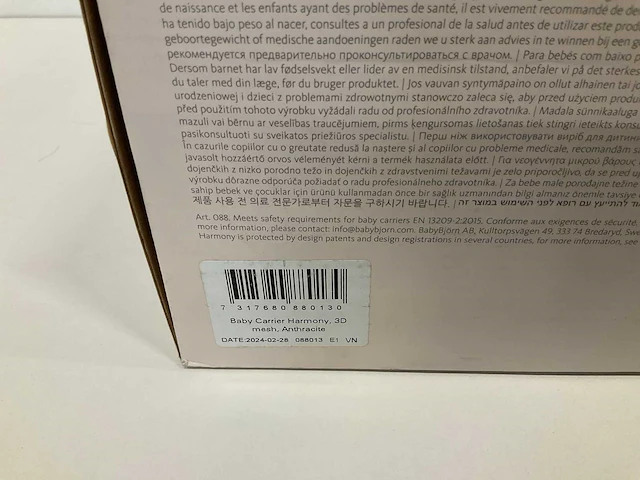 de naissance et les enfants ayant des problèmes de santé, il est vivement recommandé de de
ha tenido bajo peso al nacer, consultes a un profesional de la salud antes de utilizar este prod
geboortegewicht of medische aandoeningen raden we u sterk aan advies in te winnen bij een g
рекомендуется предварительно проконсультироваться с врачом. | Para bebés com baixo p
Dersom barnet har lav fødselsvekt eller lider av en medisinsk tilstand, anbefaler vi på det sterkes
du taler med din læge, før du bruger produktet. | Jos vauvan syntymäpaino on ollut alhainen tai jo
urodzeniowej i dzieci z problemami zdrowotnymi stanowczo zaleca się, aby przed użyciem produ
před použitím tohoto výrobku vyžádali radu od profesionálního zdravotníka. | Madala sünnikaaluga
mazuli vai bērnu ar veselības traucējumiem, pirms ķengursomas lietošanas tiek stingri ieteikts konsu
pasikonsultuoti su sveikatos priežiūros specialistu. | Перш ніж використовувати виріб для дитини
În cazurile copiilor cu o greutate redusă la naștere și al copiilor cu probleme medicale, recomandăm s
javasolt hozzáértő orvos véleményét kérni a termék használata előtt. | Για νεογέννητα μικρού βάρους
dojenčkih z nizko porodno težo in dojenčkih z zdravstvenimi težavami je zelo priporočljivo, da se pred up
výrobku dôrazne odporúča požiadať o radu profesionálneho zdravotníka. | Za bebe male porođajne težine
sahip bebek ve çocuklar için ürünü kullanmadan önce bir sağlık uzmanından bilgi almanız önemle
제품 사용 전 의료 전문가로부터 자문을 구하시기 바랍니다. | להתייעץ עם רופא לפני השימוש במוצר זה
Art. 088. Meets safety requirements for baby carriers EN 13209-2:2015. Conforme aux exigences de sécurité
more information, please contact: info@babybjorn.com. BabyBjörn AB, Kulltorpsvägen 49, 333 74 Bredaryd, Swe
Harmony is protected by design patents and design registrations in several countries, for more information, see
7 317680 880130
Baby Carrier Harmony, 3D
mesh, Anthracite
DATE:2024-02-28 088013 E1 VN